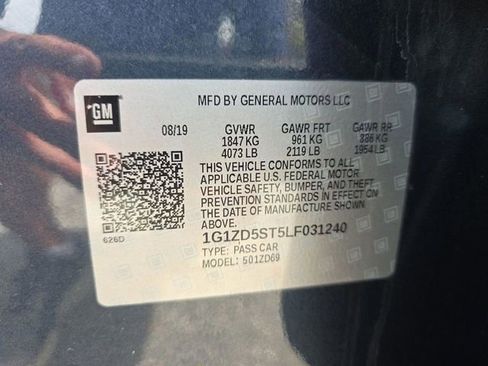 GM
MFD BY GENERAL MOTORS LLC
08/19 GVWR GAWR FRT GAWR RR
1847 KG 961 KG 886 KG
4073 LB 2119 LB 1954 LB
THIS VEHICLE CONFORMS TO ALL
APPLICABLE U.S. FEDERAL MOTOR
VEHICLE SAFETY, BUMPER, AND THEFT
PREVENTION STANDARDS IN EFFECT ON
THE DATE OF MANUFACTURE SHOWN
ABOVE.
626D
1G1ZD5ST5LF031240
TYPE: PASS CAR
MODEL: 501ZD69